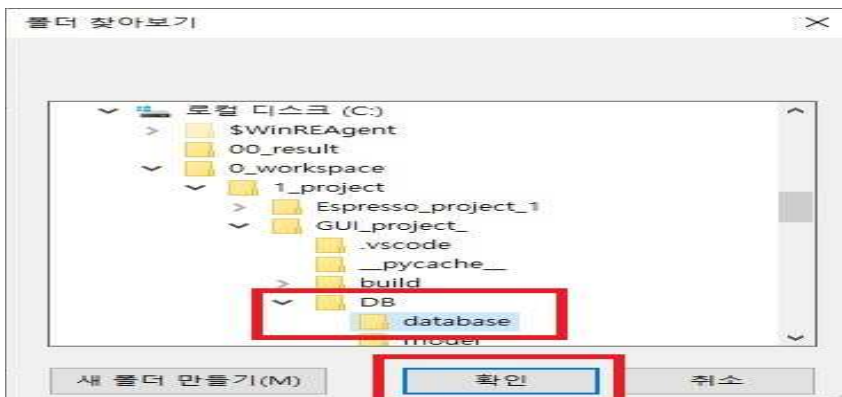 폴더 찾아보기
로컬 디스크 (C:)
$WinREAgent
00_result
0_workspace
1_project
Espresso_project_1
GUI_project_
.vscode
__pycache__
build
DB
database
model
새 폴더 만들기(M) 확인 취소